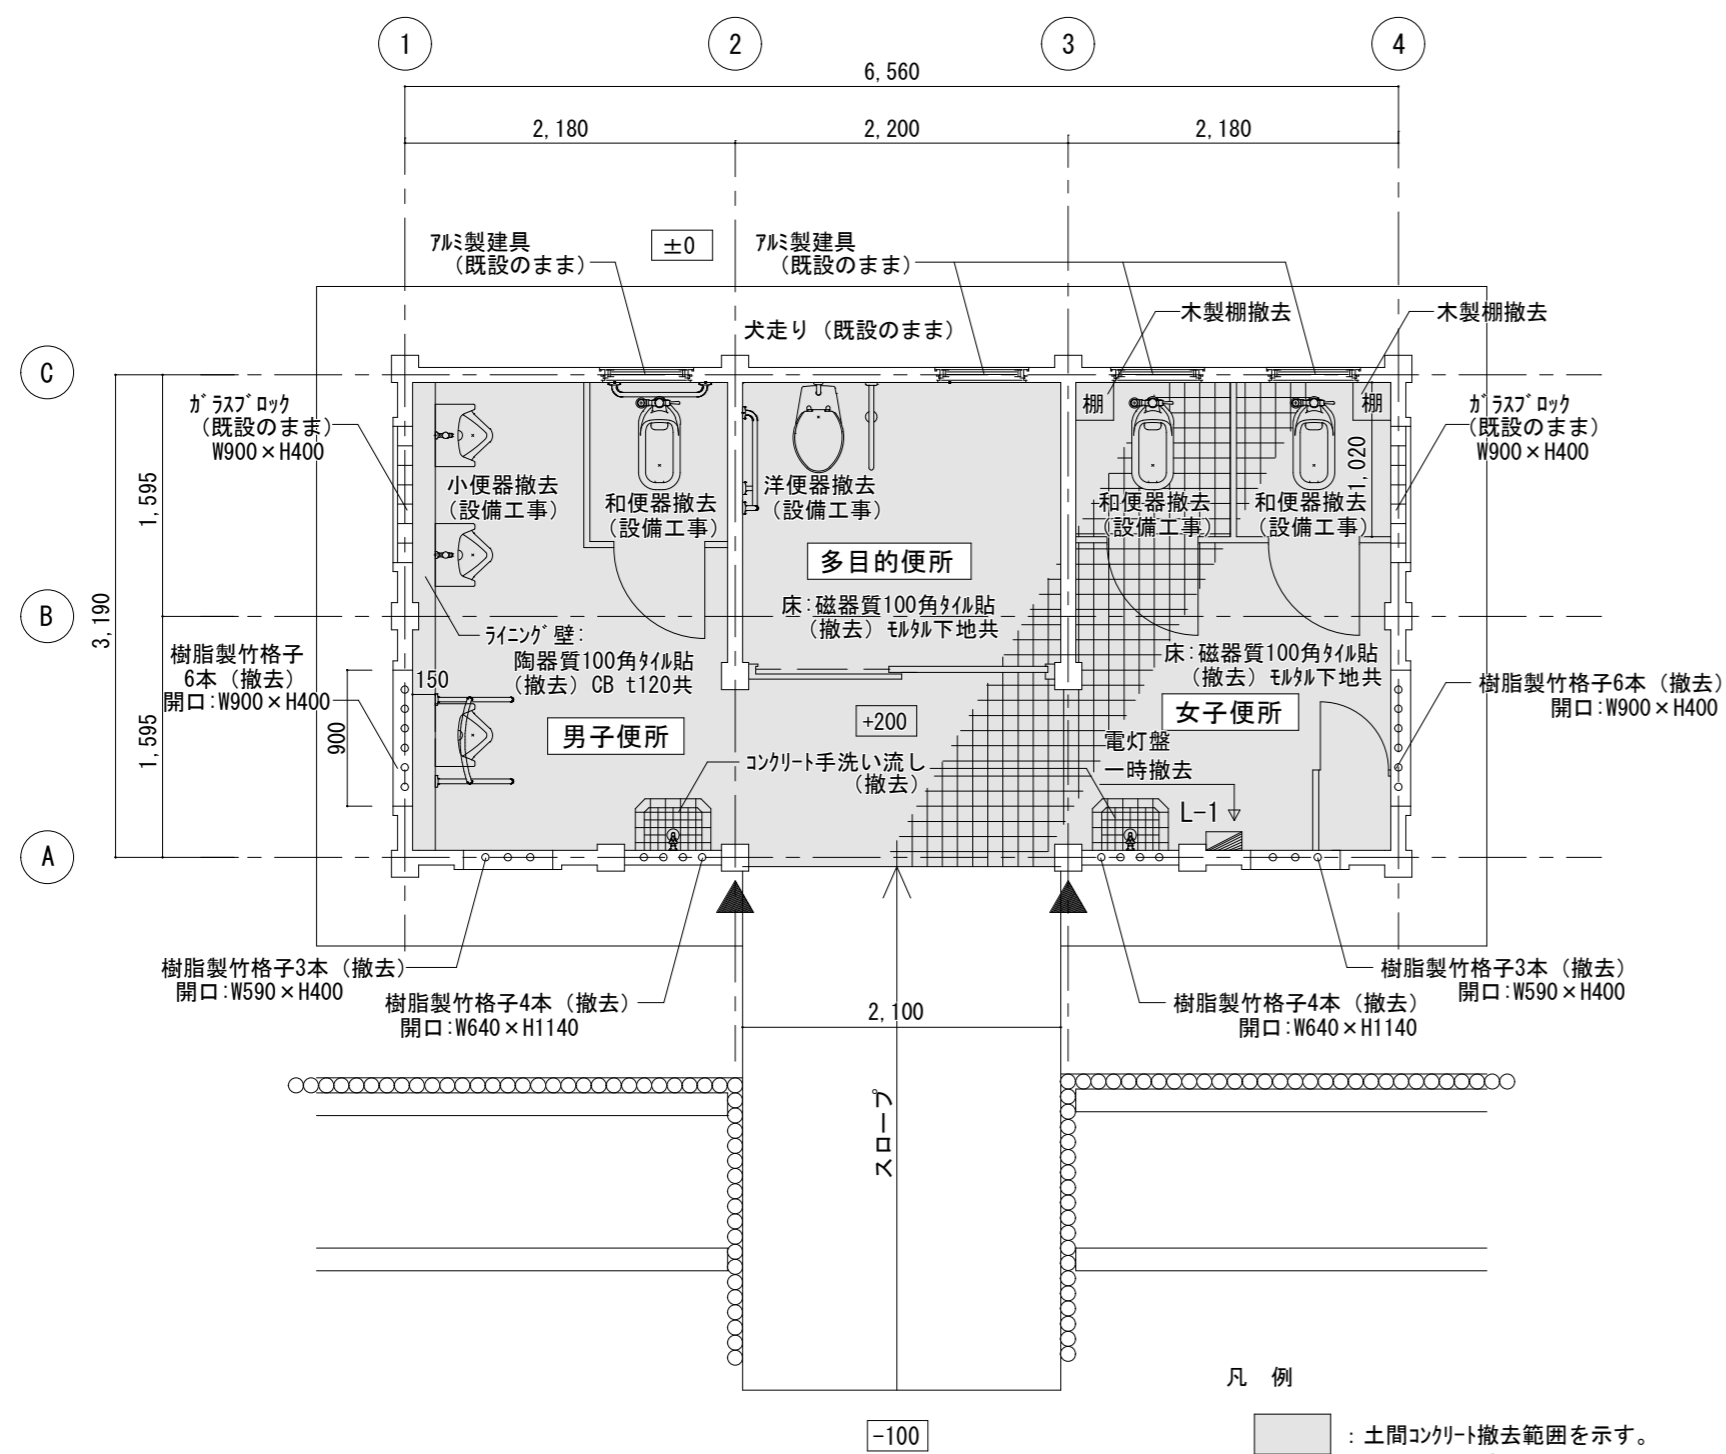 1
2
3
4
6,560
2,180
2,200
2,180
アルミ製建具
（既設のまま）
±0
アルミ製建具
（既設のまま）
木製棚撤去
木製棚撤去
犬走り（既設のまま）
C
ガラスブロック
（既設のまま）
W900×H400
棚
棚
ガラスブロック
（既設のまま）
W900×H400
1,020
1,595
小便器撤去
（設備工事）
和便器撤去
（設備工事）
洋便器撤去
（設備工事）
和便器撤去
（設備工事）
和便器撤去
（設備工事）
多目的便所
床:磁器質100角タイル貼
（撤去）モルタル下地共
B
3,190
ライニング壁:
陶器質100角タイル貼
（撤去）CB t120共
床:磁器質100角タイル貼
（撤去）モルタル下地共
樹脂製竹格子
6本（撤去）
開口:W900×H400
150
樹脂製竹格子6本（撤去）
開口:W900×H400
1,595
900
男子便所
+200
女子便所
電灯盤
一時撤去
コンクリート手洗い流し
（撤去）
L-1
A
樹脂製竹格子3本（撤去）
開口:W590×H400
樹脂製竹格子4本（撤去）
開口:W640×H1140
2,100
樹脂製竹格子4本（撤去）
開口:W640×H1140
樹脂製竹格子3本（撤去）
開口:W590×H400
スロープ
-100
凡 例
：土間コンクリート撤去範囲を示す。